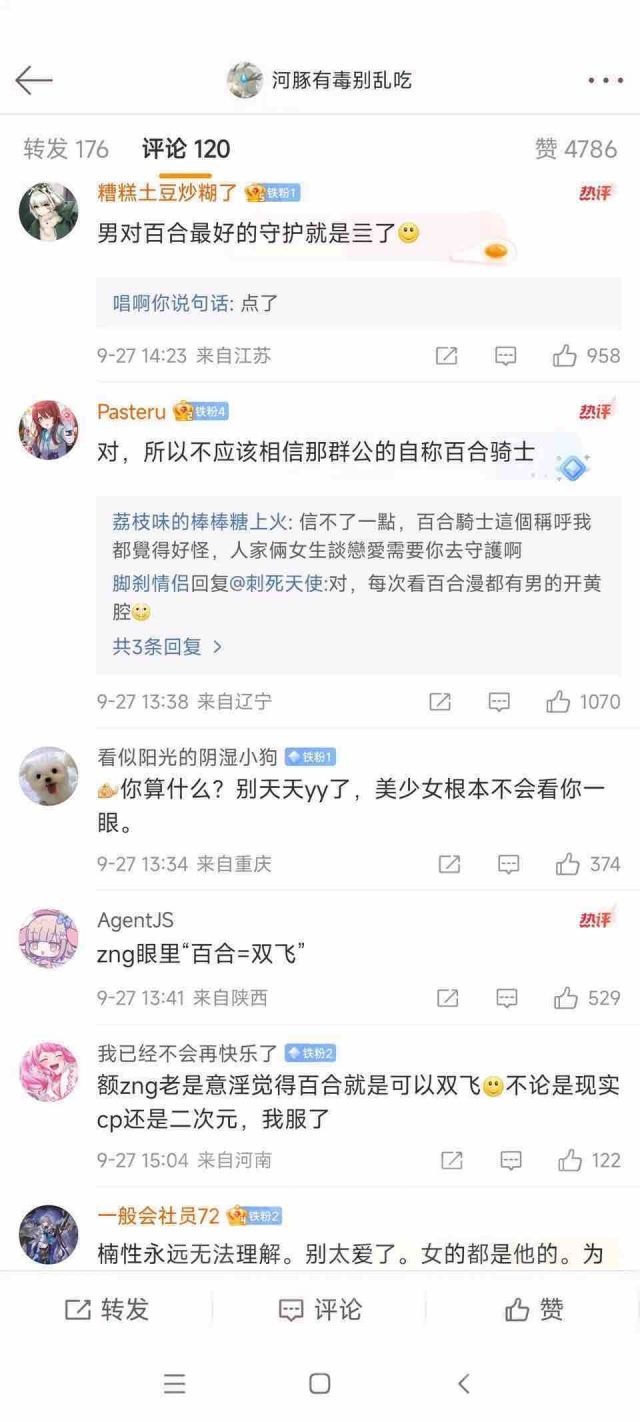 河豚有毒别乱吃
转发 176 评论 120 赞 4786
糟糕土豆炒糊了 铁粉1 热评
男对百合最好的守护就是亖了
唱啊你说句话: 点了
9-27 14:23 来自江苏 958
Pasteru 铁粉4 热评
对，所以不应该相信那群公的自称百合骑士
荔枝味的棒棒糖上火: 信不了一點，百合騎士這個稱呼我
都覺得好怪，人家倆女生談戀愛需要你去守護啊
脚刹情侣回复@刺死天使:对，每次看百合漫都有男的开黄
腔
共3条回复 >
9-27 13:38 来自辽宁 1070
看似阳光的阴湿小狗 铁粉1
你算什么？别天天yy了，美少女根本不会看你一
眼。
9-27 13:34 来自重庆 374
AgentJS 热评
zng眼里“百合=双飞”
9-27 13:41 来自陕西 529
我已经不会再快乐了 铁粉2
额zng老是意淫觉得百合就是可以双飞不论是现实
cp还是二次元，我服了
9-27 15:04 来自河南 122
一般会社员72 铁粉2
楠性永远无法理解。别太爱了。女的都是他的。为
转发 评论 赞